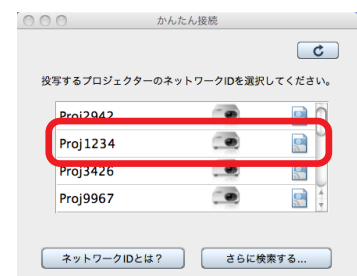 かんたん接続
投写するプロジェクターのネットワークIDを選択してください。
Proj2942
Proj1234
Proj3426
Proj9967
ネットワークIDとは？
さらに検索する...